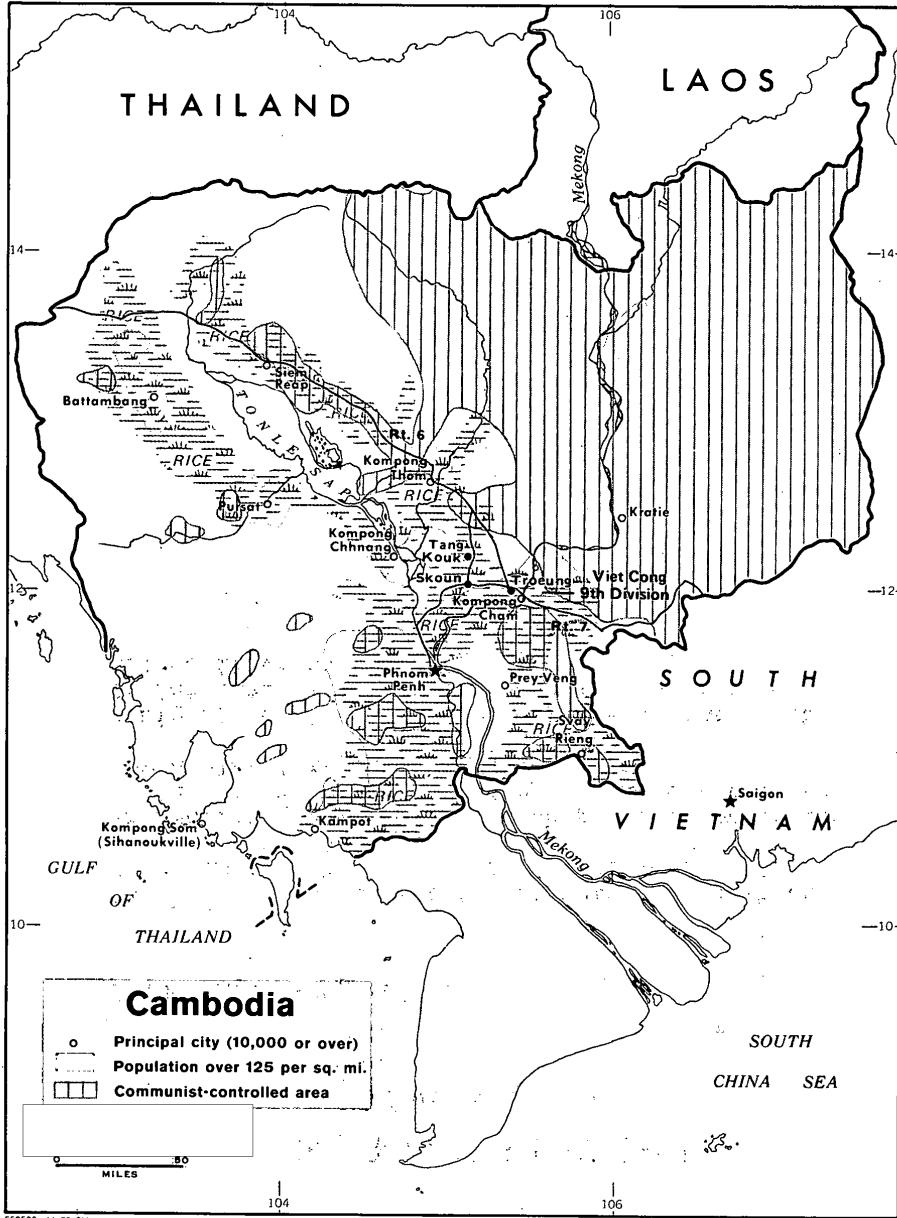 104
106
THAILAND
LAOS
Mekong
14
14
RICE
RICE
Siem
Reap
Battambang
TONLE SAP
RICE
Rt. 6
RICE
Kompong
Thom
RICE
Pursat
Kratie
Kompong
Chhnang
Tang
Kouk
Skoun
Troeung
Viet Cong
9th Division
12
12
Kompong
Cham
RICE
Rt. 7
Phnom
Penh
Prey Veng
SOUTH
Svay
RICE
Rieng
RICE
Saigon
VIETNAM
Kompong Som
(Sihanoukville)
Kampot
Mekong
GULF
OF
THAILAND
10
10
Cambodia
Principal city (10,000 or over)
Population over 125 per sq. mi.
Communist-controlled area
SOUTH
CHINA SEA
0 50
MILES
104
106